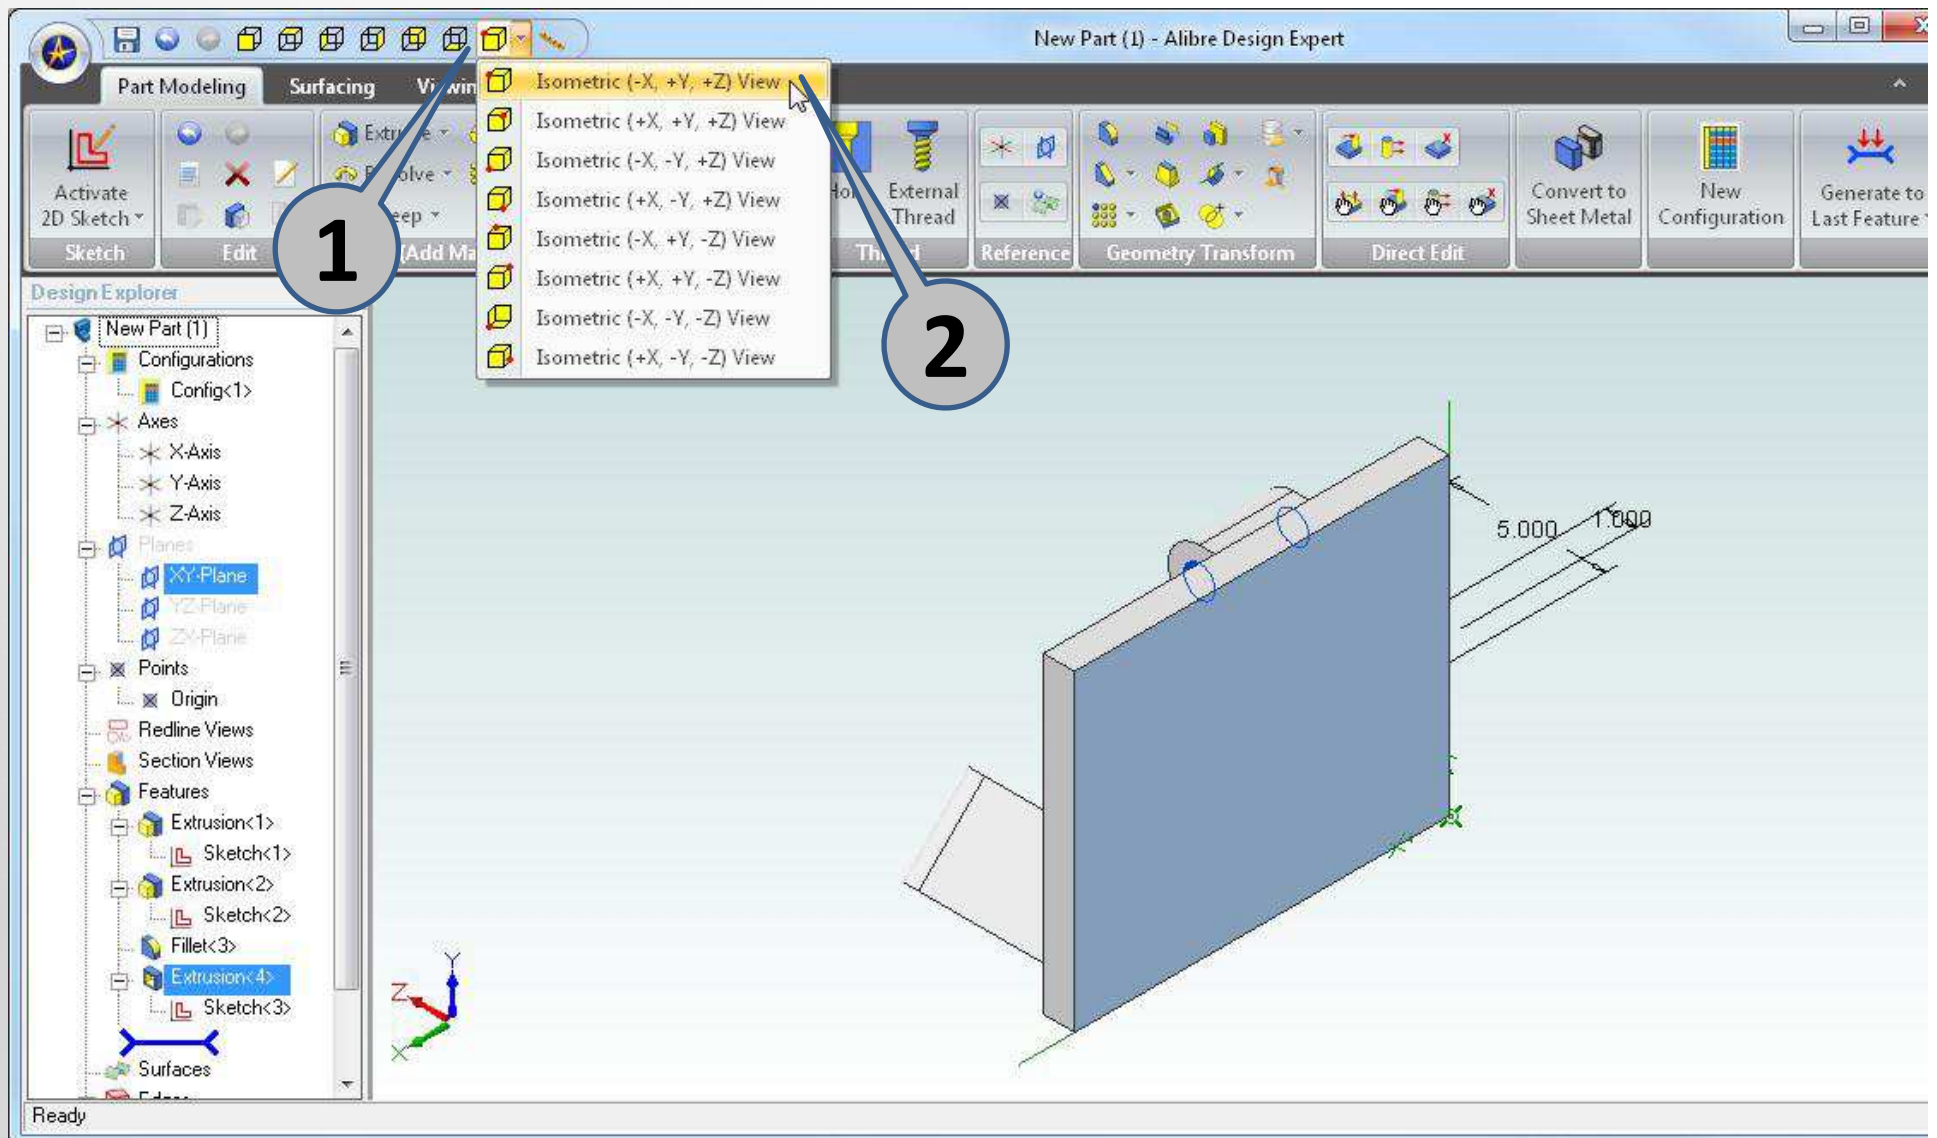 New Part (1) - Alibre Design Expert
Part Modeling
Surfacing
Isometric (-X, +Y, +Z) View
Isometric (+X, +Y, +Z) View
Isometric (-X, -Y, +Z) View
Isometric (+X, -Y, +Z) View
Isometric (-X, +Y, -Z) View
Isometric (+X, +Y, -Z) View
Isometric (-X, -Y, -Z) View
Isometric (+X, -Y, -Z) View
1
2
Activate
2D Sketch
Sketch
Edit
(Add Ma
External
Thread
Reference
Geometry Transform
Direct Edit
Convert to
Sheet Metal
New
Configuration
Generate to
Last Feature
Design Explorer
New Part (1)
Configurations
Config<1>
Axes
X-Axis
Y-Axis
Z-Axis
Planes
XY-Plane
YZ-Plane
ZX-Plane
Points
Origin
Redline Views
Section Views
Features
Extrusion<1>
Sketch<1>
Extrusion<2>
Sketch<2>
Fillet<3>
Extrusion<4>
Sketch<3>
Surfaces
5.000
1.000
Y
Z
X
Ready